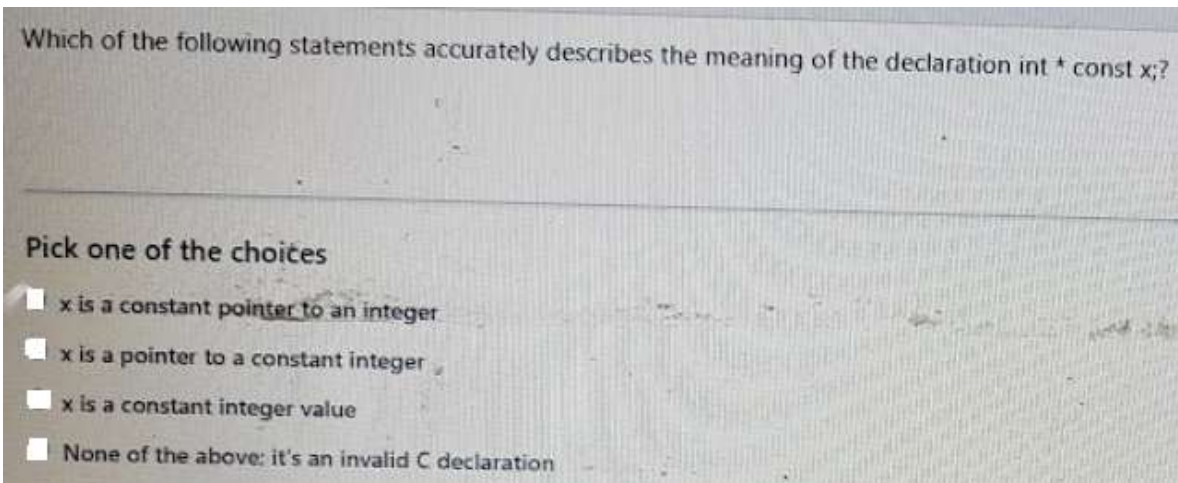 Which of the following statements accurately describes the meaning of the declaration int * const x;?
Pick one of the choices
x is a constant pointer to an integer
x is a pointer to a constant integer
x is a constant integer value
None of the above: it's an invalid C declaration